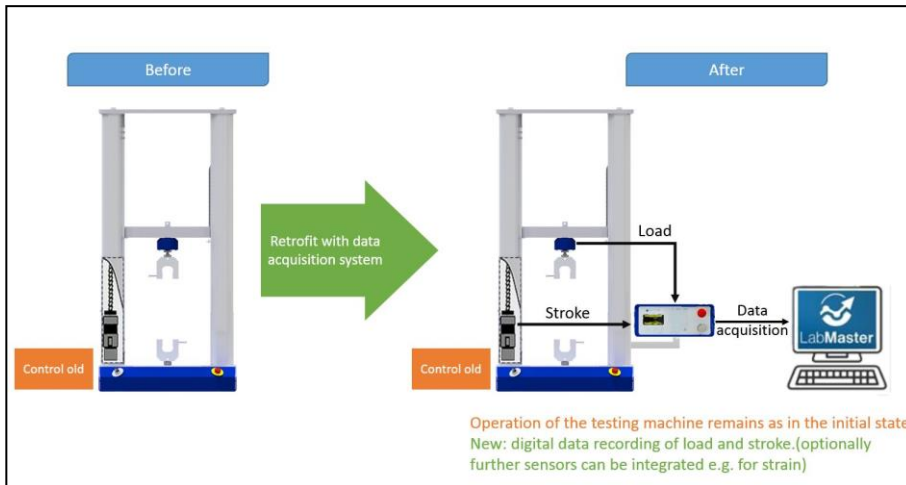 Before
After
Retrofit with data
acquisition system
Load
Stroke
Data
acquisition
LabMaster
Control old
Control old
Operation of the testing machine remains as in the initial state
New: digital data recording of load and stroke.(optionally
further sensors can be integrated e.g. for strain)